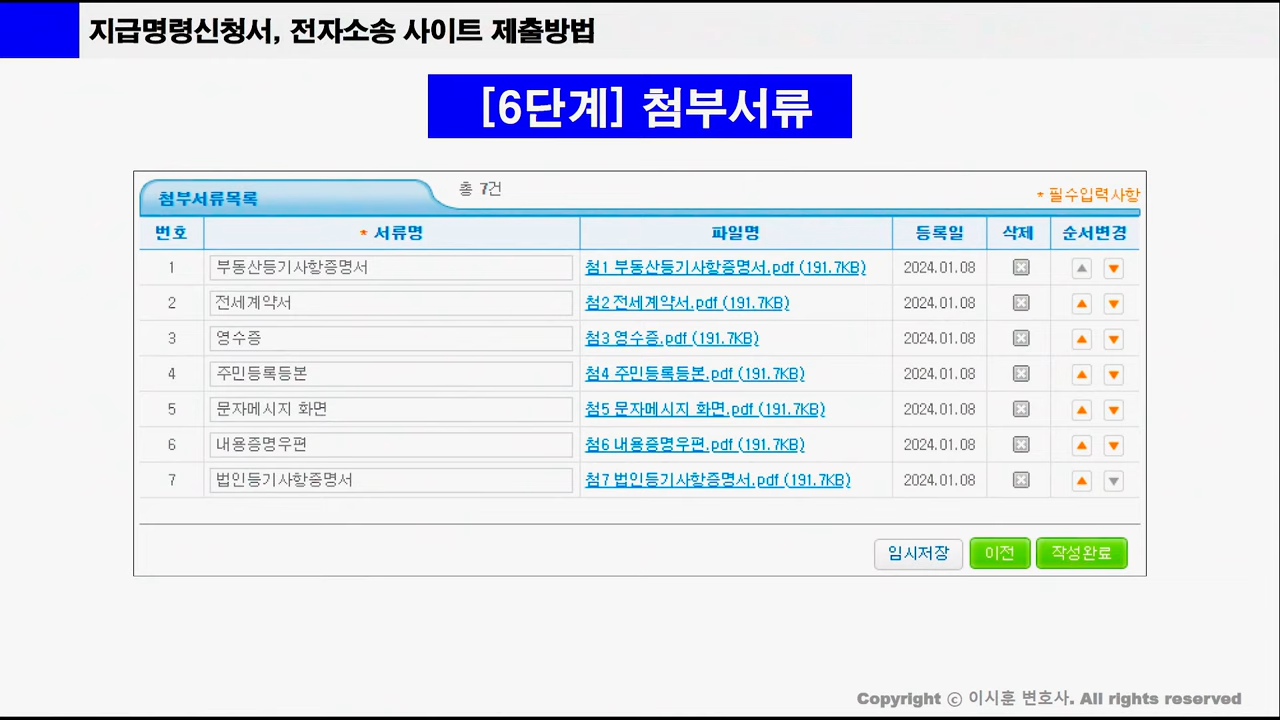 지급명령신청서, 전자소송 사이트 제출방법
[6단계] 첨부서류
첨부서류목록 총 7건 * 필수입력사항
번호 * 서류명 파일명 등록일 삭제 순서변경
1 부동산등기사항증명서 첨1 부동산등기사항증명서.pdf (191.7KB) 2024.01.08
2 전세계약서 첨2 전세계약서.pdf (191.7KB) 2024.01.08
3 영수증 첨3 영수증.pdf (191.7KB) 2024.01.08
4 주민등록등본 첨4 주민등록등본.pdf (191.7KB) 2024.01.08
5 문자메시지 화면 첨5 문자메시지 화면.pdf (191.7KB) 2024.01.08
6 내용증명우편 첨6 내용증명우편.pdf (191.7KB) 2024.01.08
7 법인등기사항증명서 첨7 법인등기사항증명서.pdf (191.7KB) 2024.01.08
임시저장 이전 작성완료
Copyright ⓒ 이시훈 변호사. All rights reserved